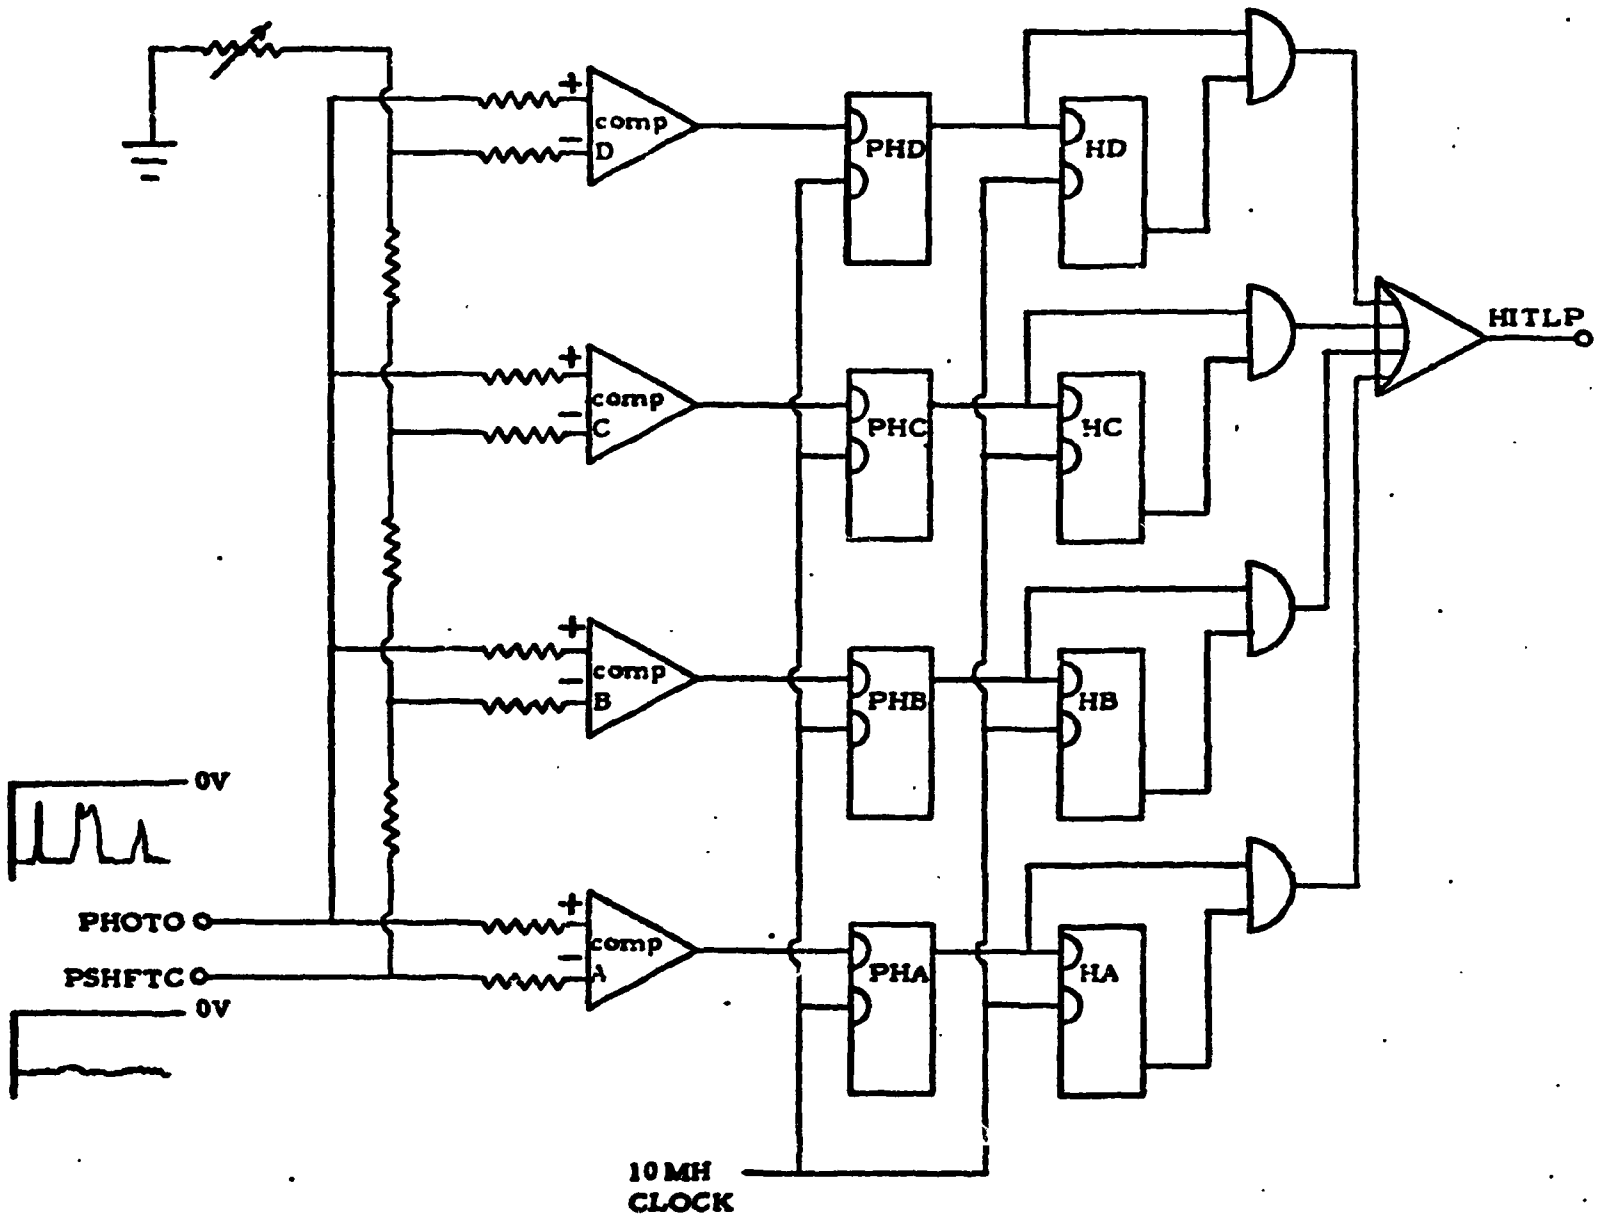 +
comp
-
D
PHD
HD
HITLP
+
comp
-
C
PHC
HC
+
comp
-
B
PHB
HB
0V
PHOTO
+
comp
-
A
PHA
HA
PSHFTC
0V
10 MH
CLOCK